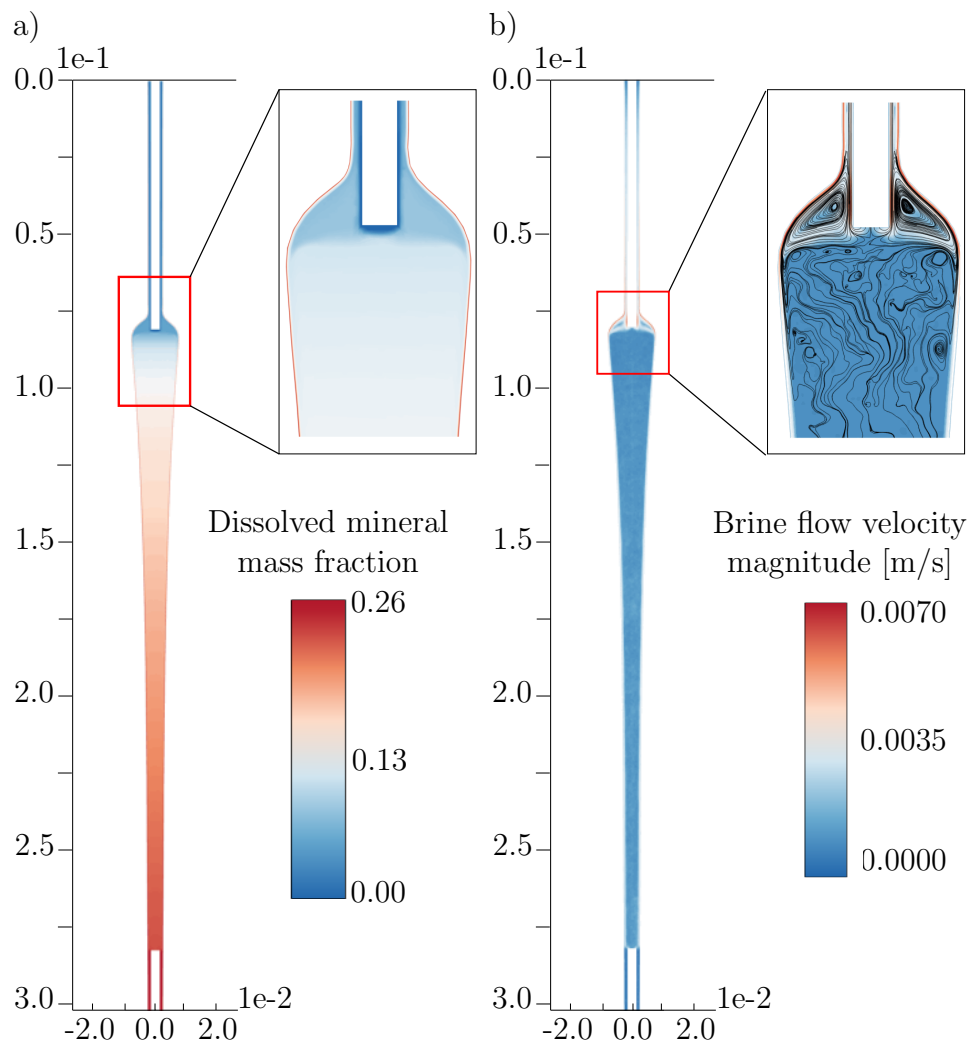 a)
1e-1
0.0
0.5
1.0
1.5
2.0
2.5
3.0
-2.0 0.0 2.0
1e-2
Dissolved mineral
mass fraction
0.26
0.13
0.00
b)
1e-1
0.0
0.5
1.0
1.5
2.0
2.5
3.0
-2.0 0.0 2.0
1e-2
Brine flow velocity
magnitude [m/s]
0.0070
0.0035
0.0000